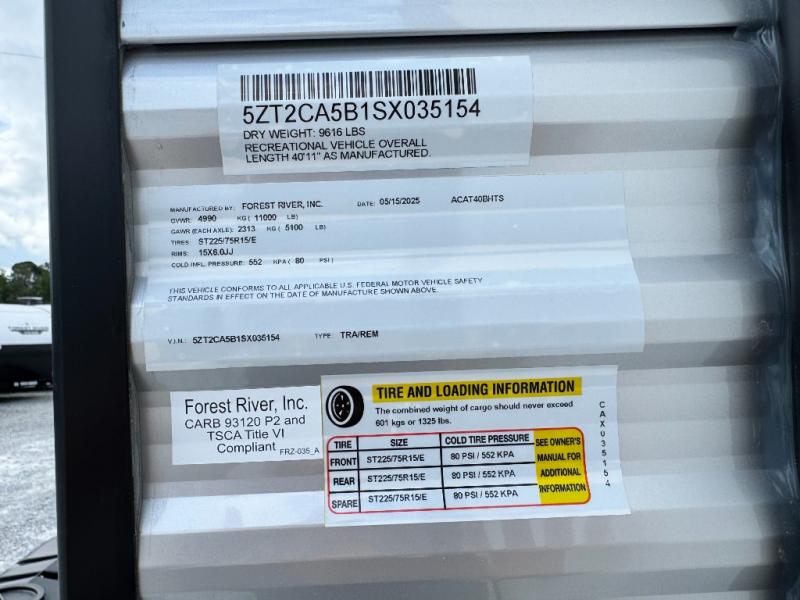 5ZT2CA5B1SX035154
DRY WEIGHT: 9616 LBS
RECREATIONAL VEHICLE OVERALL
LENGTH 40'11" AS MANUFACTURED.
MANUFACTURED BY: FOREST RIVER, INC. DATE: 05/15/2025 ACAT40BHTS
GVWR: 4990 KG ( 11000 LB)
GAWR (EACH AXLE): 2313 KG ( 5100 LB)
TIRES: ST225/75R15/E
RIMS: 15X6.0JJ
COLD INFL. PRESSURE: 552 KPA ( 80 PSI )
THIS VEHICLE CONFORMS TO ALL APPLICABLE U.S. FEDERAL MOTOR VEHICLE SAFETY
STANDARDS IN EFFECT ON THE DATE OF MANUFACTURE SHOWN ABOVE.
V.I.N.: 5ZT2CA5B1SX035154 TYPE: TRA/REM
Forest River, Inc.
CARB 93120 P2 and
TSCA Title VI
Compliant FRZ-035_A
TIRE AND LOADING INFORMATION
The combined weight of cargo should never exceed
601 kgs or 1325 lbs.
TIRE SIZE COLD TIRE PRESSURE
FRONT ST225/75R15/E 80 PSI / 552 KPA
REAR ST225/75R15/E 80 PSI / 552 KPA
SPARE ST225/75R15/E 80 PSI / 552 KPA
SEE OWNER'S
MANUAL FOR
ADDITIONAL
INFORMATION
CAX035154